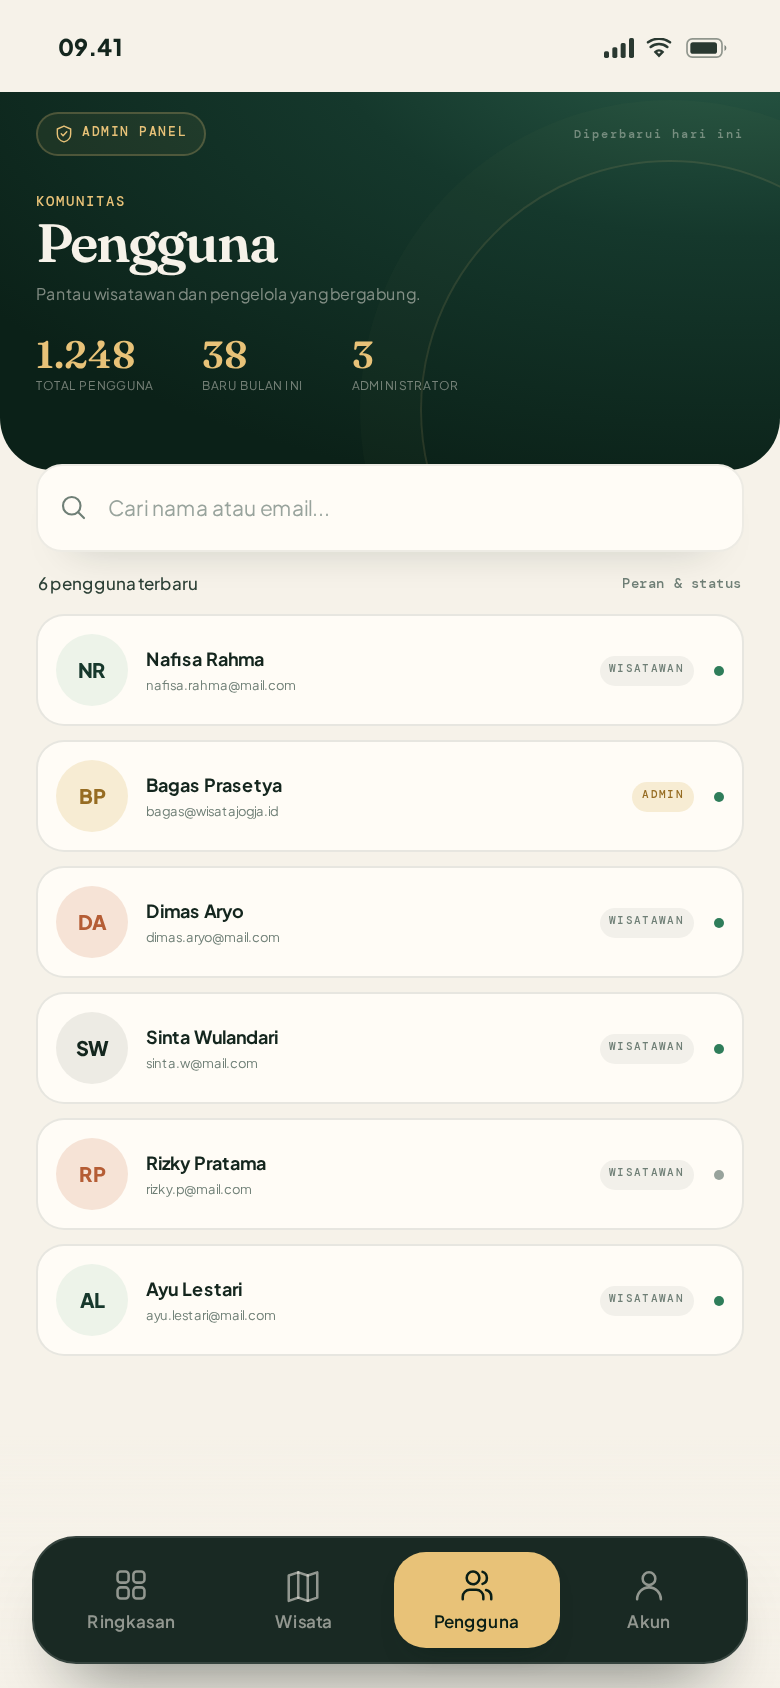 09.41
ADMIN PANEL
Diperbarui hari ini
KOMUNITAS
Pengguna
Pantau wisatawan dan pengelola yang bergabung.
1.248
38
3
TOTAL PENGGUNA
BARU BULAN INI
ADMINISTRATOR
Cari nama atau email...
6 pengguna terbaru
Peran & status
NR
Nafisa Rahma
nafisa.rahma@mail.com
WISATAWAN
BP
Bagas Prasetya
bagas@wisatajogja.id
ADMIN
DA
Dimas Aryo
dimas.aryo@mail.com
WISATAWAN
SW
Sinta Wulandari
sinta.w@mail.com
WISATAWAN
RP
Rizky Pratama
rizky.p@mail.com
WISATAWAN
AL
Ayu Lestari
ayu.lestari@mail.com
WISATAWAN
Ringkasan
Wisata
Pengguna
Akun